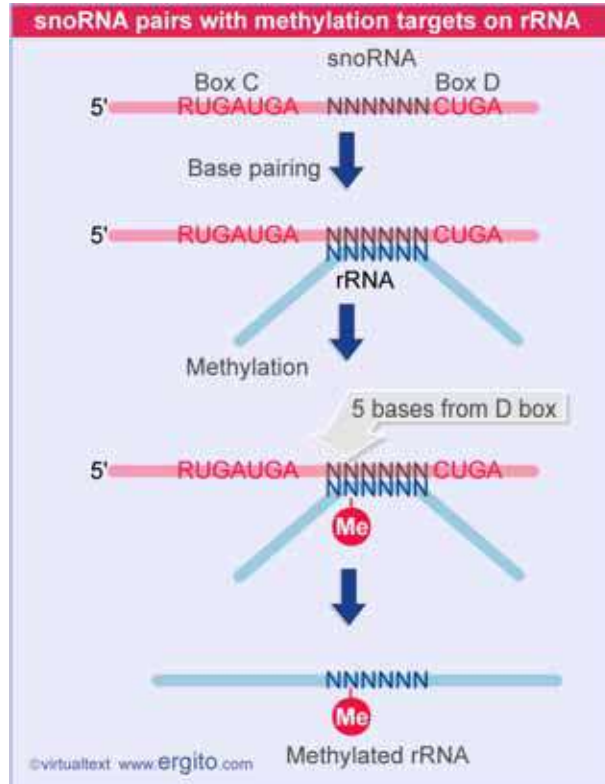 snoRNA pairs with methylation targets on rRNA
snoRNA
Box C Box D
5' RUGAUGA NNNNNN CUGA
Base pairing
5' RUGAUGA NNNNNN CUGA
NNNNNN
rRNA
Methylation
5 bases from D box
5' RUGAUGA NNNNNN CUGA
NNNNNN
Me
NNNNNN
Me
Methylated rRNA
©virtualtext www.ergito.com